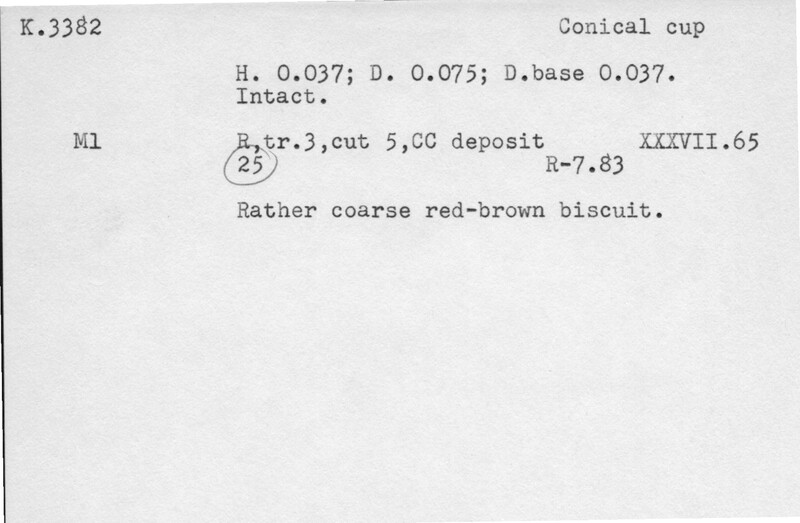 K.3382 Conical cup
H. 0.037; D. 0.075; D.base 0.037.
Intact.
Ml R,tr.3,cut 5,CC deposit XXXVII.65
25 R-7.83
Rather coarse red-brown biscuit.